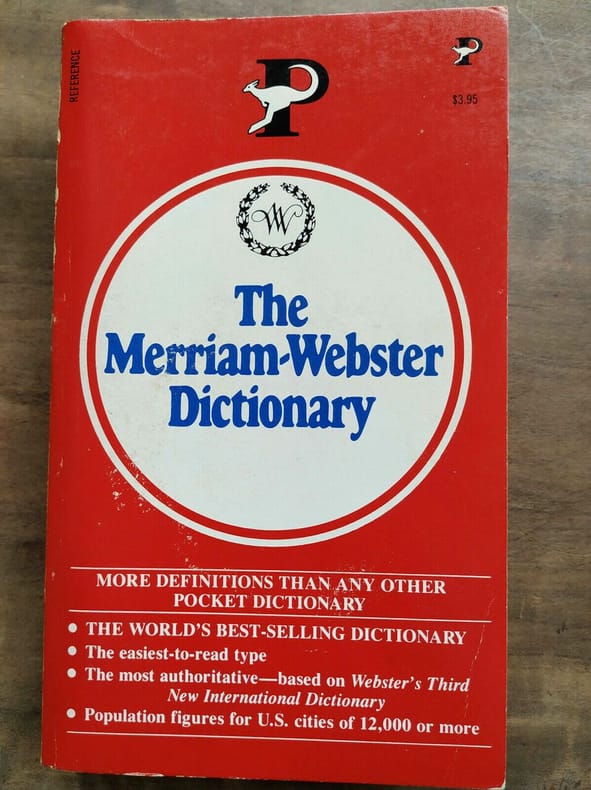 REFERENCE
P
P
$3.95
MW
The
Merriam-Webster
Dictionary
MORE DEFINITIONS THAN ANY OTHER
POCKET DICTIONARY
• THE WORLD'S BEST-SELLING DICTIONARY
• The easiest-to-read type
• The most authoritative—based on Webster's Third
New International Dictionary
• Population figures for U.S. cities of 12,000 or more